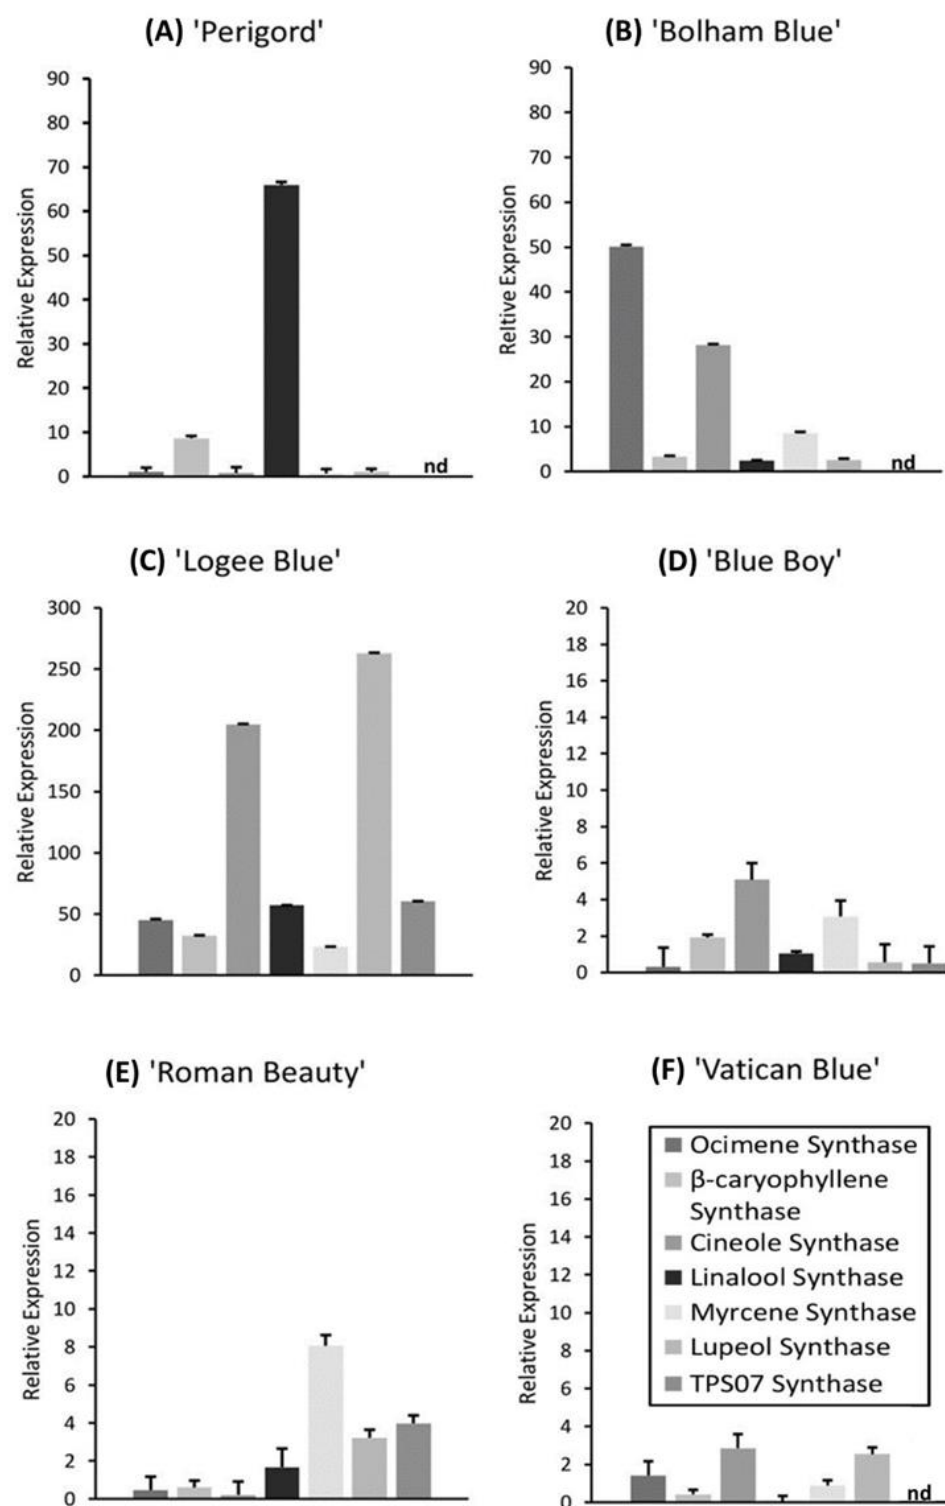 (A) 'Perigord'
90
80
70
60
50
40
30
20
10
0
Relative Expression
nd
(B) 'Bolham Blue'
90
80
70
60
50
40
30
20
10
0
Reltive Expression
nd
(C) 'Logee Blue'
300
250
200
150
100
50
0
Relative Expression
(D) 'Blue Boy'
20
18
16
14
12
10
8
6
4
2
0
Relative Expression
(E) 'Roman Beauty'
20
18
16
14
12
10
8
6
4
2
0
Relative Expression
(F) 'Vatican Blue'
20
18
16
14
12
10
8
6
4
2
0
Relative Expression
Ocimene Synthase
β-caryophyllene
Synthase
Cineole Synthase
Linalool Synthase
Myrcene Synthase
Lupeol Synthase
TPS07 Synthase
nd